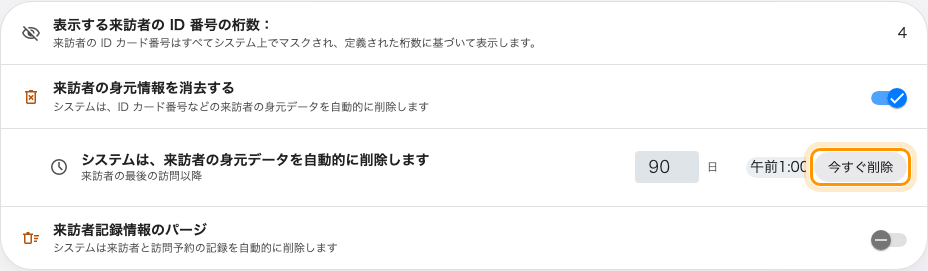 表示する来訪者の ID 番号の桁数：
来訪者の ID カード番号はすべてシステム上でマスクされ、定義された桁数に基づいて表示します。
4
来訪者の身元情報を消去する
システムは、ID カード番号などの来訪者の身元データを自動的に削除します
システムは、来訪者の身元データを自動的に削除します
来訪者の最後の訪問以降
90 日 午前1:00 今すぐ削除
来訪者記録情報のパージ
システムは来訪者と訪問予約の記録を自動的に削除します